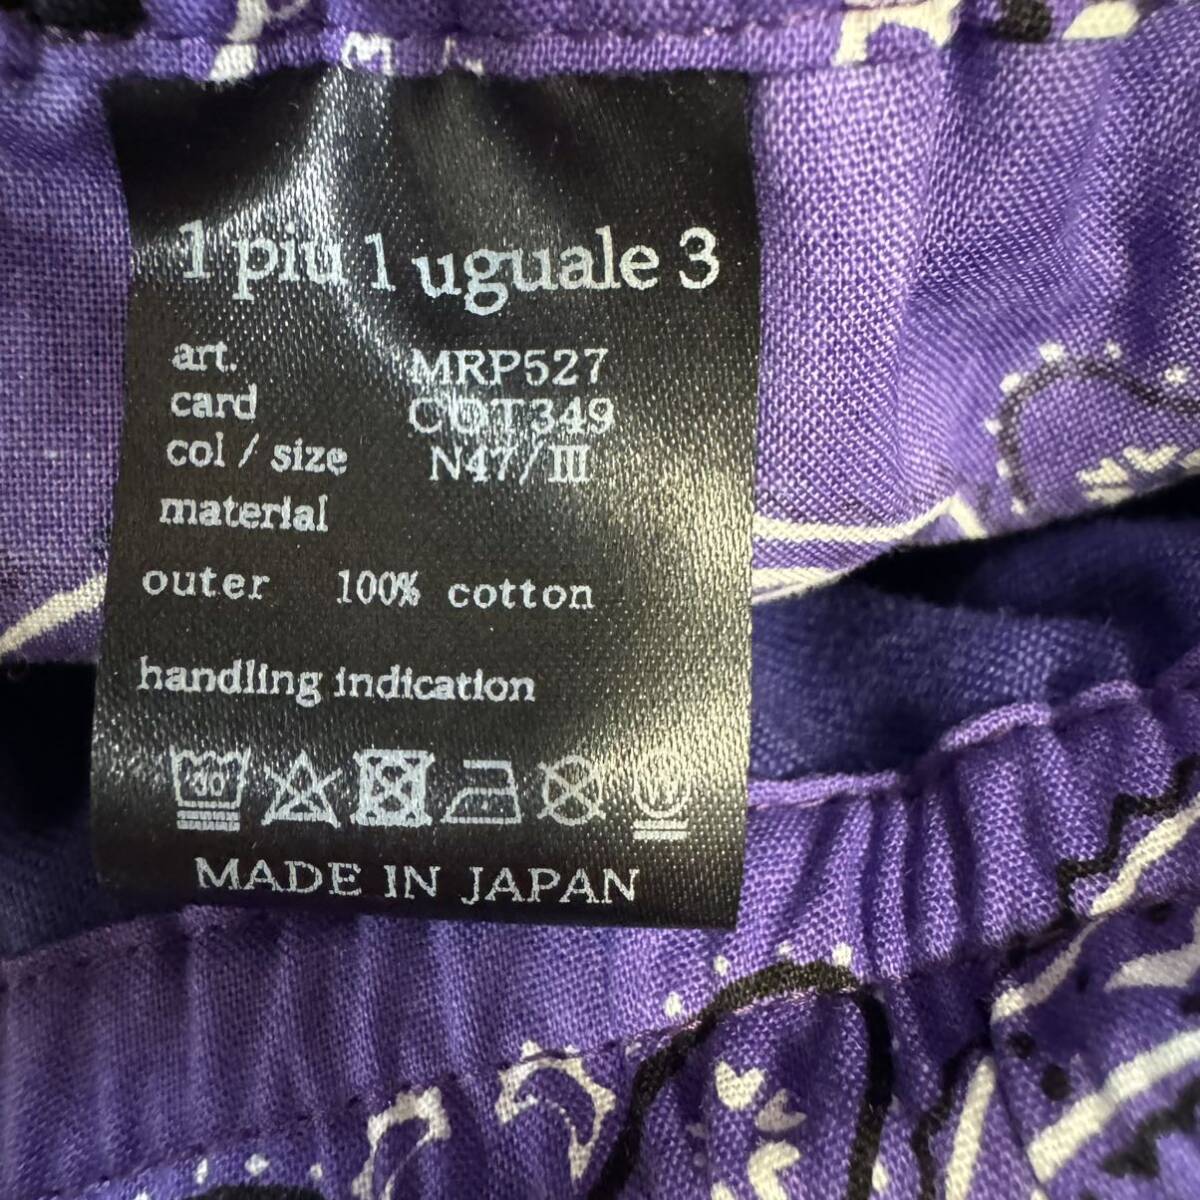 1 piu 1 uguale 3
art. MRP527
card COT349
col / size N47/III
material
outer 100% cotton
handling indication
30
MADE IN JAPAN